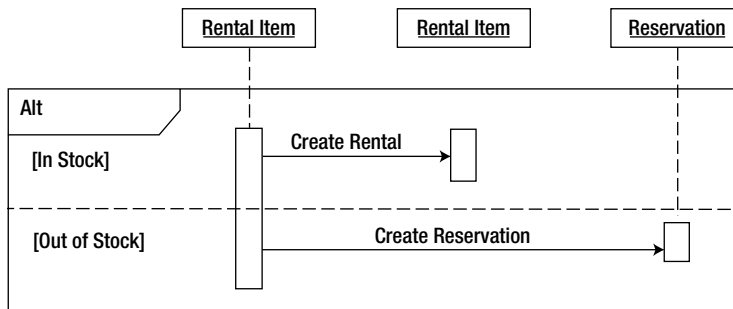 Rental Item
Rental Item
Reservation
Alt
Create Rental
[In Stock]
Create Reservation
[Out of Stock]